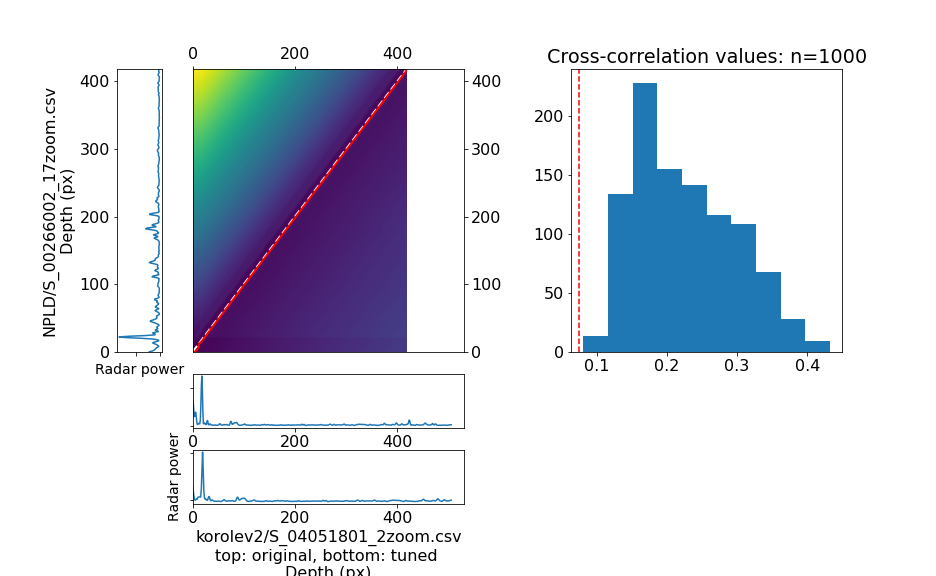 Cross-correlation values: n=1000
0 200 400
400 300 200 100 0
NPLD/S_00266002_17zoom.csv
Depth (px)
Radar power
400 300 200 100 0
200 150 100 50 0
0.1 0.2 0.3 0.4
0 200 400
Radar power
0 200 400
korolev2/S_04051801_2zoom.csv
top: original, bottom: tuned
Depth (px)